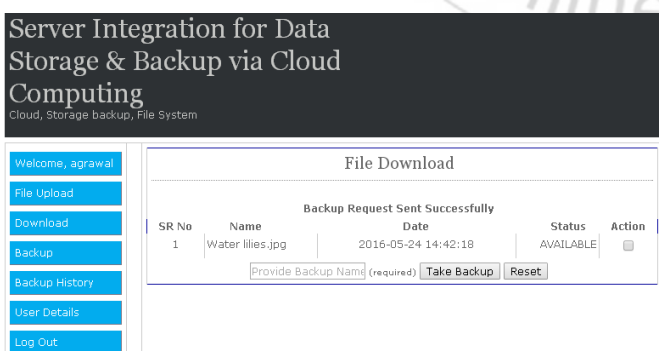 Server Integration for Data
Storage & Backup via Cloud
Computing
Cloud, Storage backup, File System
Welcome, agrawal
File Upload
Download
Backup
Backup History
User Details
Log Out
File Download
Backup Request Sent Successfully
SR No Name Date Status Action
1 Water lilies.jpg 2016-05-24 14:42:18 AVAILABLE
Provide Backup Name (required) Take Backup Reset